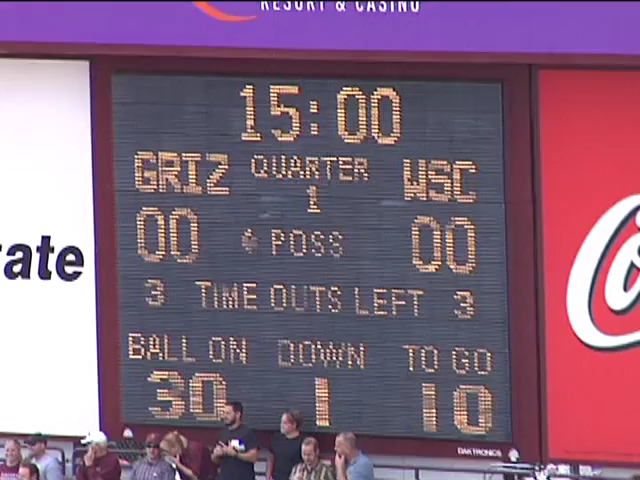 RESORT & CASINO
15:00
GRIZ QUARTER WSC
1
00 POSS 00
3 TIME OUTS LEFT 3
BALL ON DOWN TO GO
30 1 10
DAKTRONICS
rate
Co